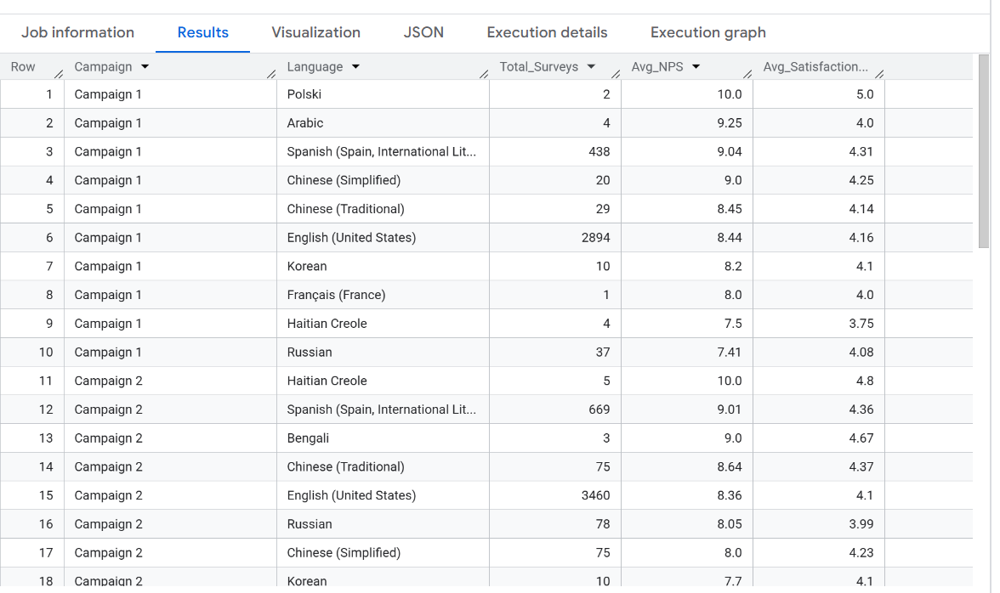 Job information Results Visualization JSON Execution details Execution graph
Row Campaign Language Total_Surveys Avg_NPS Avg_Satisfaction...
1 Campaign 1 Polski 2 10.0 5.0
2 Campaign 1 Arabic 4 9.25 4.0
3 Campaign 1 Spanish (Spain, International Lit... 438 9.04 4.31
4 Campaign 1 Chinese (Simplified) 20 9.0 4.25
5 Campaign 1 Chinese (Traditional) 29 8.45 4.14
6 Campaign 1 English (United States) 2894 8.44 4.16
7 Campaign 1 Korean 10 8.2 4.1
8 Campaign 1 Français (France) 1 8.0 4.0
9 Campaign 1 Haitian Creole 4 7.5 3.75
10 Campaign 1 Russian 37 7.41 4.08
11 Campaign 2 Haitian Creole 5 10.0 4.8
12 Campaign 2 Spanish (Spain, International Lit... 669 9.01 4.36
13 Campaign 2 Bengali 3 9.0 4.67
14 Campaign 2 Chinese (Traditional) 75 8.64 4.37
15 Campaign 2 English (United States) 3460 8.36 4.1
16 Campaign 2 Russian 78 8.05 3.99
17 Campaign 2 Chinese (Simplified) 75 8.0 4.23
18 Campaign 2 Korean 10 7.7 4.1